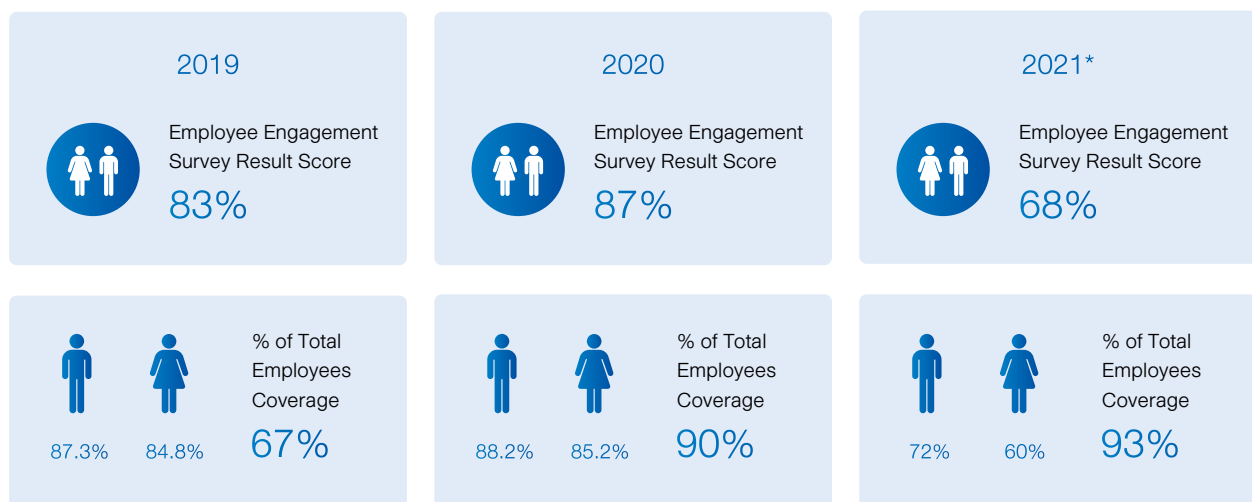 2019
Employee Engagement
Survey Result Score
83%
2020
Employee Engagement
Survey Result Score
87%
2021*
Employee Engagement
Survey Result Score
68%
% of Total
Employees
Coverage
87.3% 84.8% 67%
% of Total
Employees
Coverage
88.2% 85.2% 90%
% of Total
Employees
Coverage
72% 60% 93%